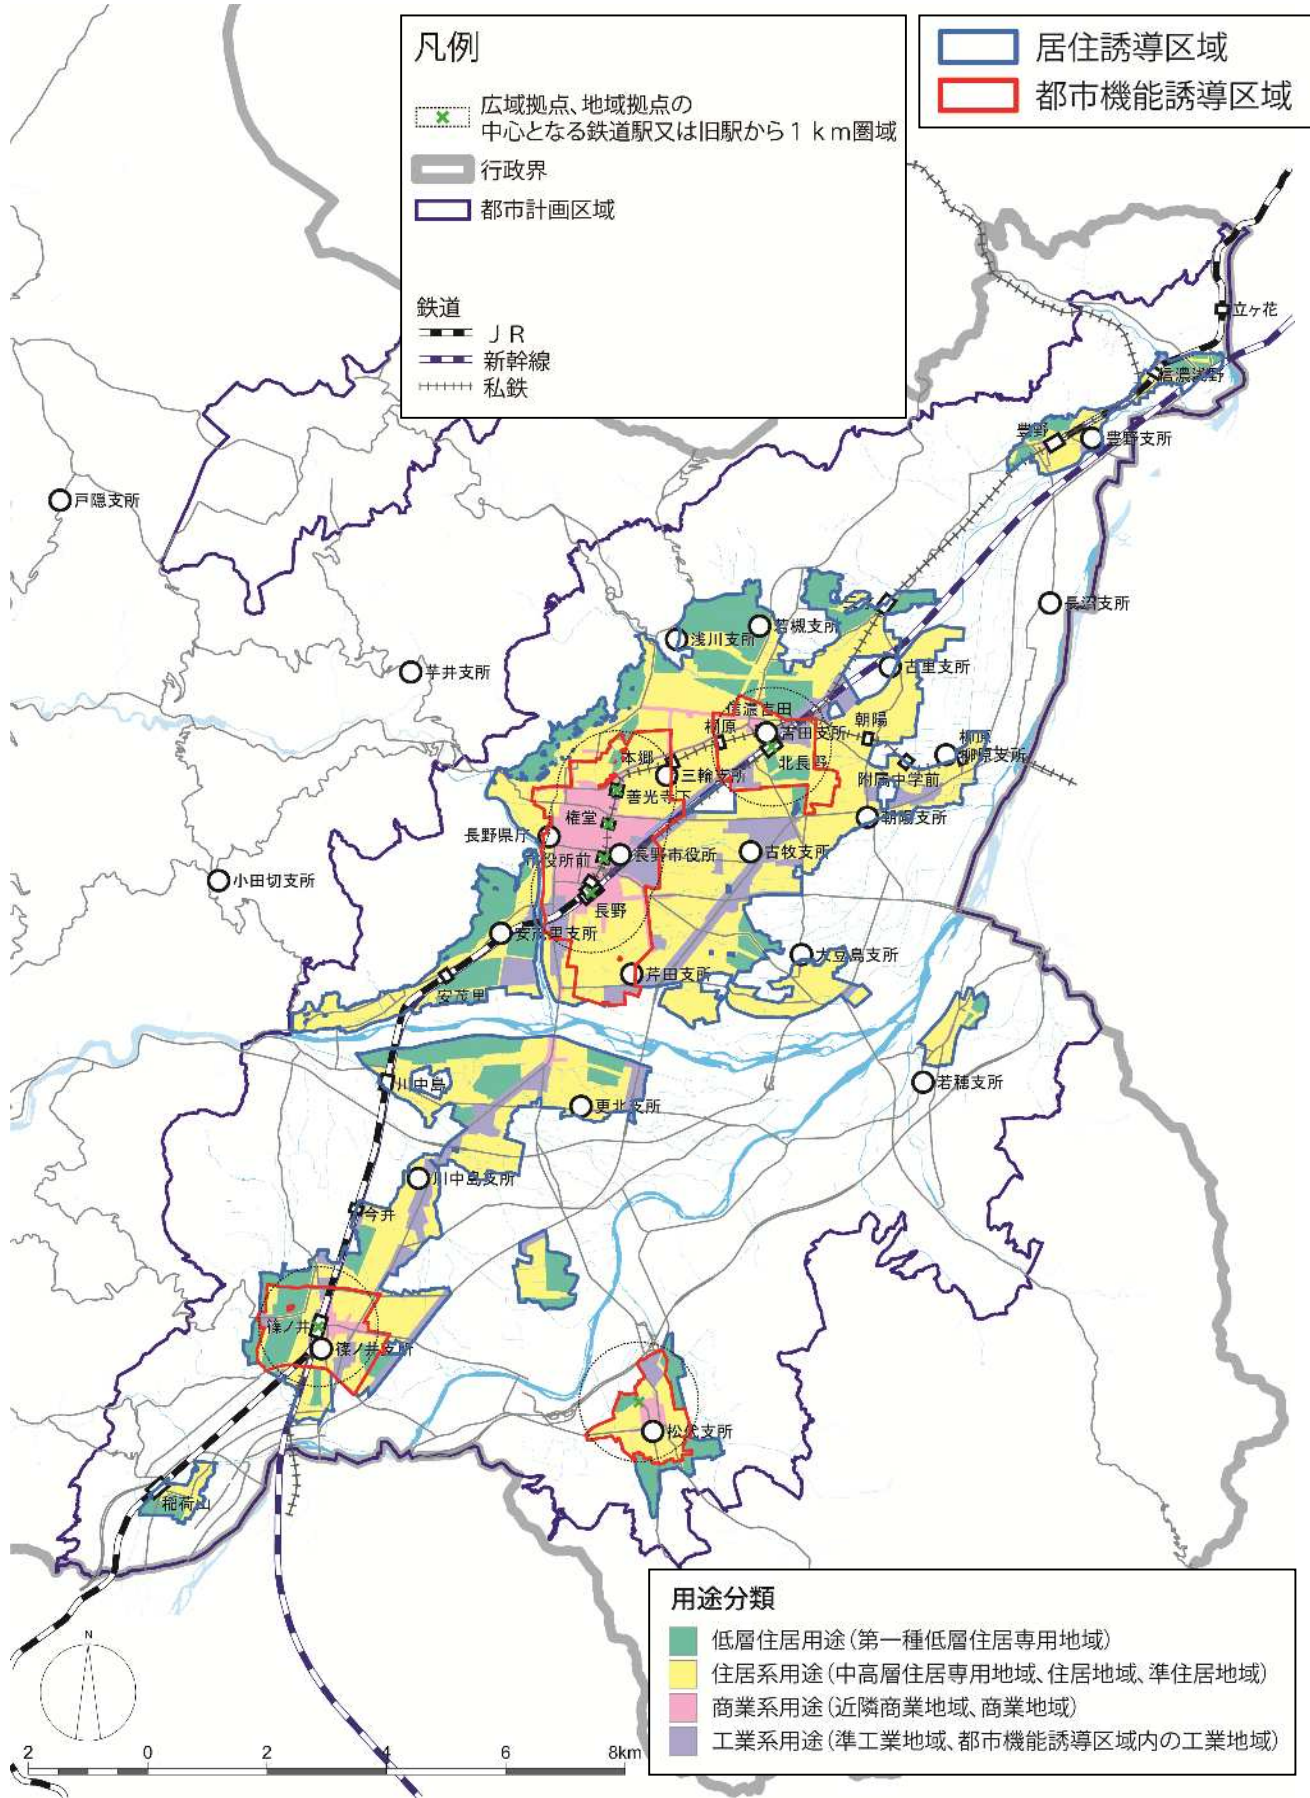 凡例
広域拠点、地域拠点の
中心となる鉄道駅又は旧駅から1km圏域
行政界
都市計画区域
鉄道
JR
新幹線
私鉄
居住誘導区域
都市機能誘導区域
立ヶ花
信濃浅野
豊野
豊野支所
戸隠支所
長沼支所
浅川支所
若槻支所
芋井支所
古里支所
信濃吉田
朝陽
桐原
吉田支所
柳原
柳原支所
本郷
北長野
三輪支所
附属中学前
善光寺下
権堂
朝陽支所
長野県庁
市役所前
長野市役所
古牧支所
小田切支所
長野
安茂里支所
大豆島支所
芹田支所
安茂里
川中島
若穂支所
更北支所
川中島支所
今井
篠ノ井
篠ノ井支所
松代支所
稲荷山
用途分類
低層住居用途(第一種低層住居専用地域)
住居系用途(中高層住居専用地域、住居地域、準住居地域)
商業系用途(近隣商業地域、商業地域)
工業系用途(準工業地域、都市機能誘導区域内の工業地域)
N
2 0 2 4 6 8km